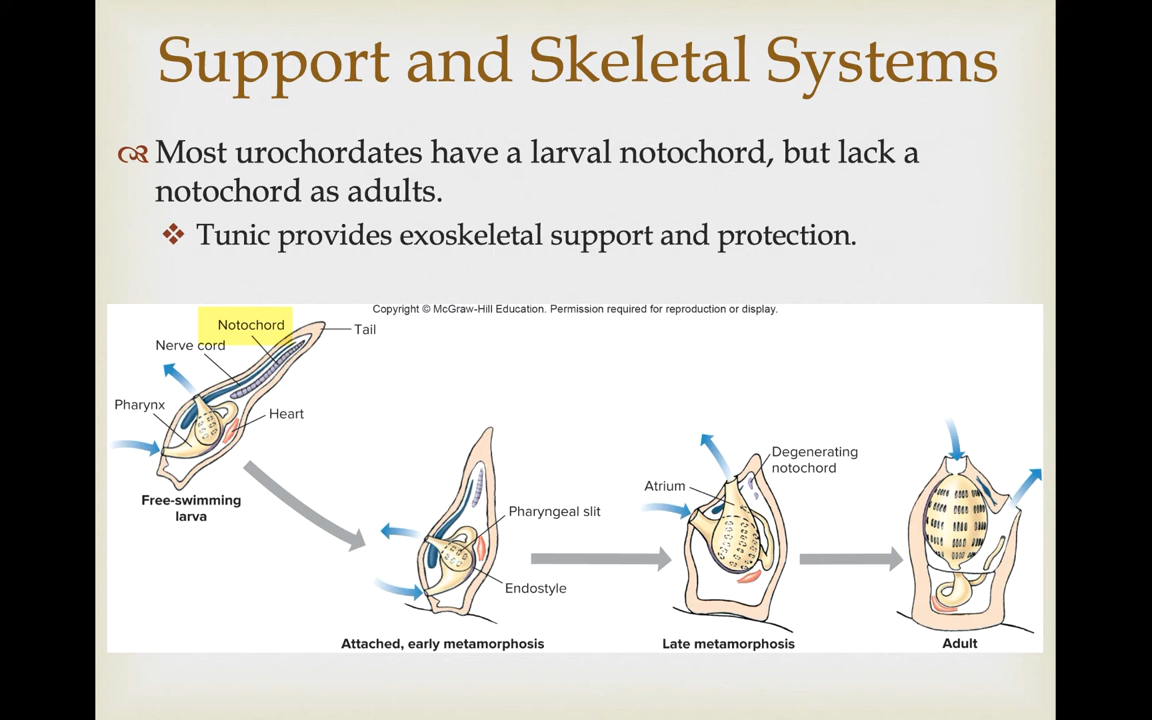 Support and Skeletal Systems
Most urochordates have a larval notochord, but lack a
notochord as adults.
Tunic provides exoskeletal support and protection.
Copyright © McGraw-Hill Education. Permission required for reproduction or display.
Notochord
Tail
Nerve cord
Pharynx
Heart
Free-swimming
larva
Pharyngeal slit
Endostyle
Attached, early metamorphosis
Degenerating
notochord
Atrium
Late metamorphosis
Adult